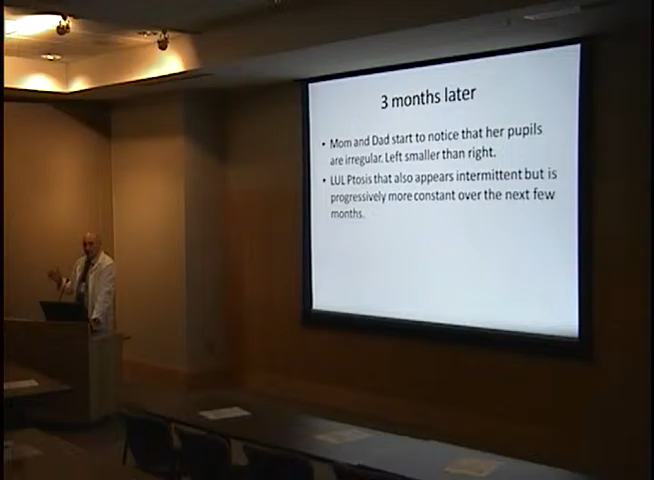 3 months later
• Mom and Dad start to notice that her pupils
are irregular. Left smaller than right.
• LUL Ptosis that also appears intermittent but is
progressively more constant over the next few
months.